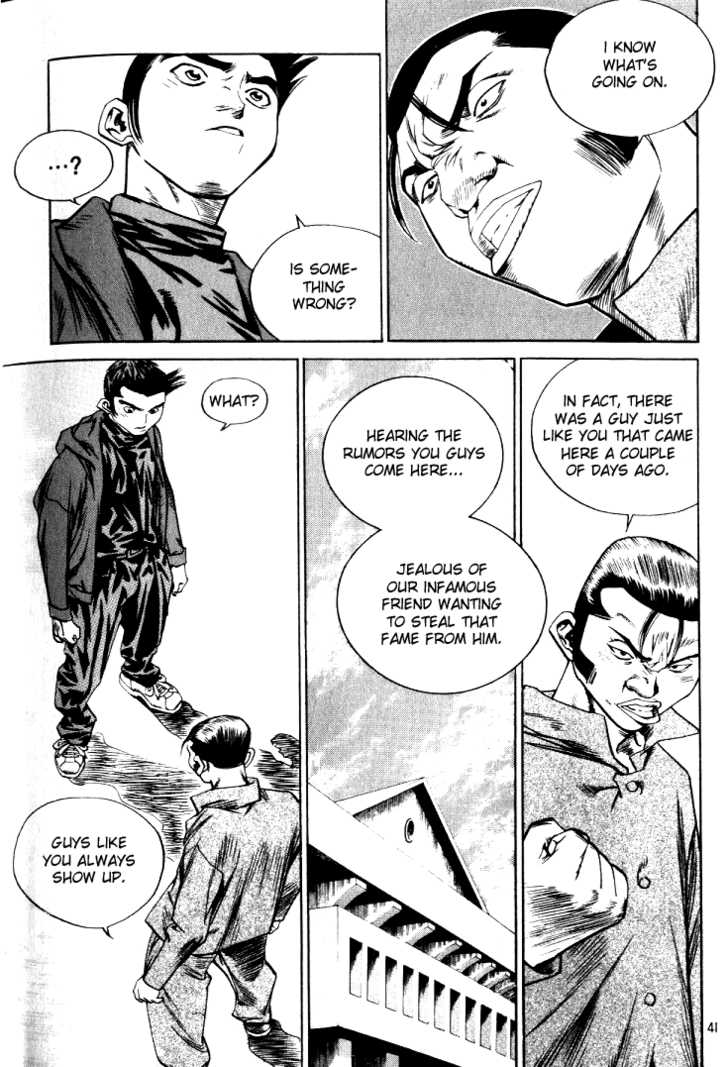 ...?
IS SOME-
THING
WRONG?
I KNOW
WHAT'S
GOING ON.
WHAT?
GUYS LIKE
YOU ALWAYS
SHOW UP.
HEARING THE
RUMORS YOU GUYS
COME HERE...
JEALOUS OF
OUR INFAMOUS
FRIEND WANTING
TO STEAL THAT
FAME FROM HIM.
IN FACT, THERE
WAS A GUY JUST
LIKE YOU THAT CAME
HERE A COUPLE
OF DAYS AGO.
41